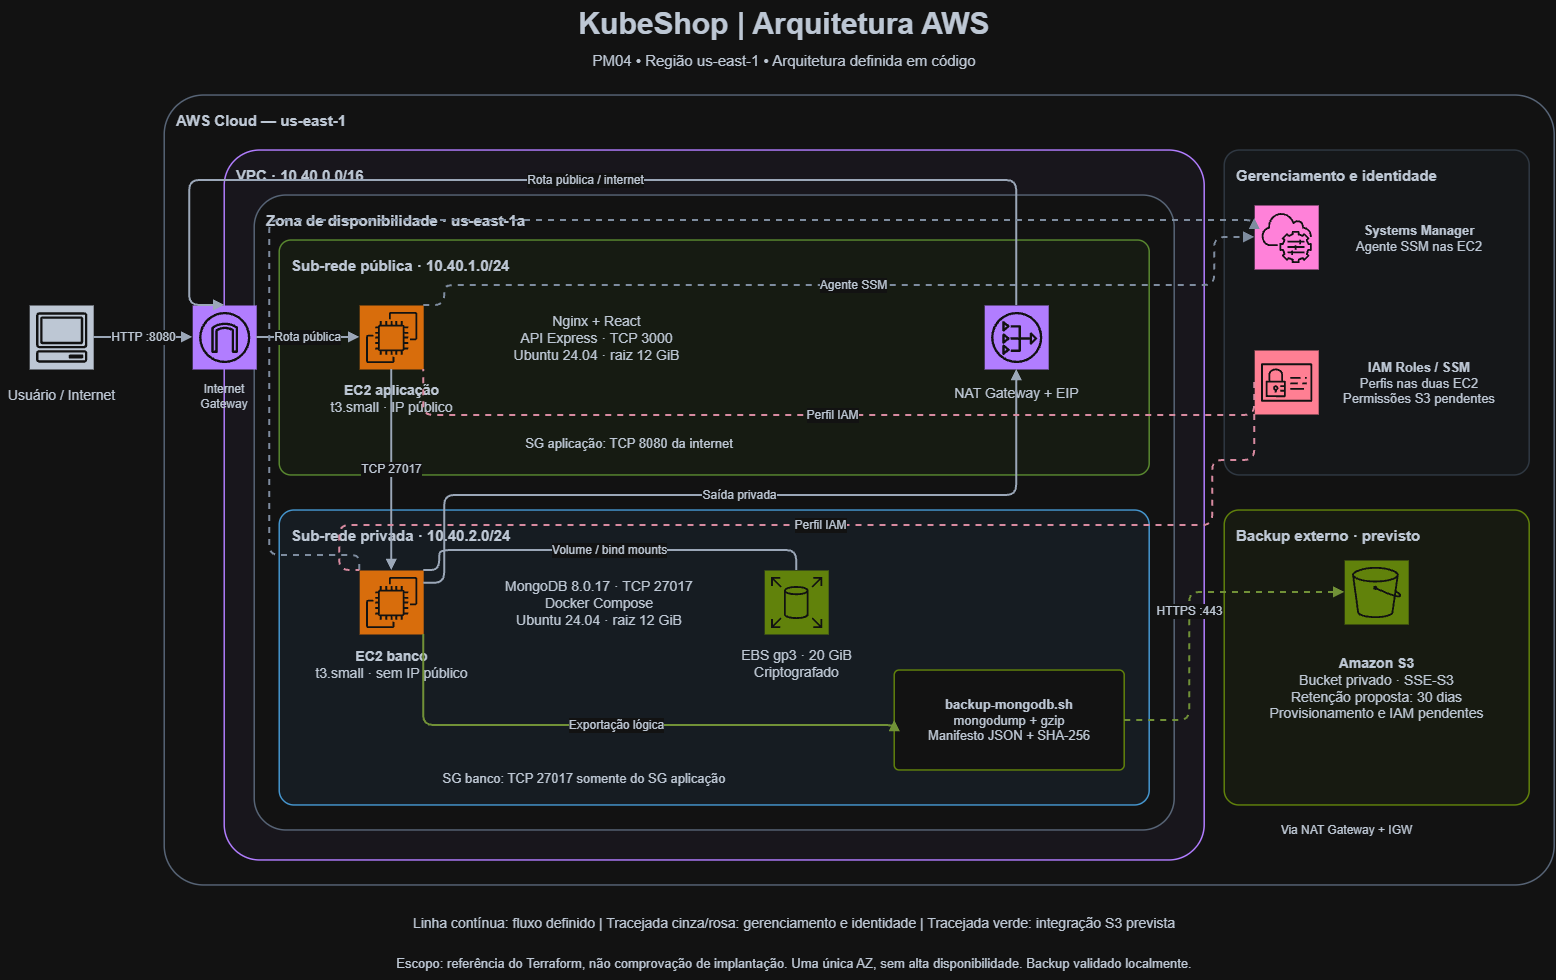 KubeShop | Arquitetura AWS
PM04 • Região us-east-1 • Arquitetura definida em código
AWS Cloud — us-east-1
VPC · 10.40.0.0/16
Rota pública / internet
Zona de disponibilidade · us-east-1a
Sub-rede pública · 10.40.1.0/24
Agente SSM
HTTP :8080
Usuário / Internet
Internet
Gateway
Rota pública
EC2 aplicação
t3.small · IP público
Nginx + React
API Express · TCP 3000
Ubuntu 24.04 · raiz 12 GiB
NAT Gateway + EIP
Perfil IAM
SG aplicação: TCP 8080 da internet
TCP 27017
Saída privada
Sub-rede privada · 10.40.2.0/24
Perfil IAM
Volume / bind mounts
MongoDB 8.0.17 · TCP 27017
Docker Compose
Ubuntu 24.04 · raiz 12 GiB
EC2 banco
t3.small · sem IP público
EBS gp3 · 20 GiB
Criptografado
Exportação lógica
backup-mongodb.sh
mongodump + gzip
Manifesto JSON + SHA-256
SG banco: TCP 27017 somente do SG aplicação
Gerenciamento e identidade
Systems Manager
Agente SSM nas EC2
IAM Roles / SSM
Perfis nas duas EC2
Permissões S3 pendentes
Backup externo · previsto
HTTPS :443
Amazon S3
Bucket privado · SSE-S3
Retenção proposta: 30 dias
Provisionamento e IAM pendentes
Via NAT Gateway + IGW
Linha contínua: fluxo definido | Tracejada cinza/rosa: gerenciamento e identidade | Tracejada verde: integração S3 prevista
Escopo: referência do Terraform, não comprovação de implantação. Uma única AZ, sem alta disponibilidade. Backup validado localmente.